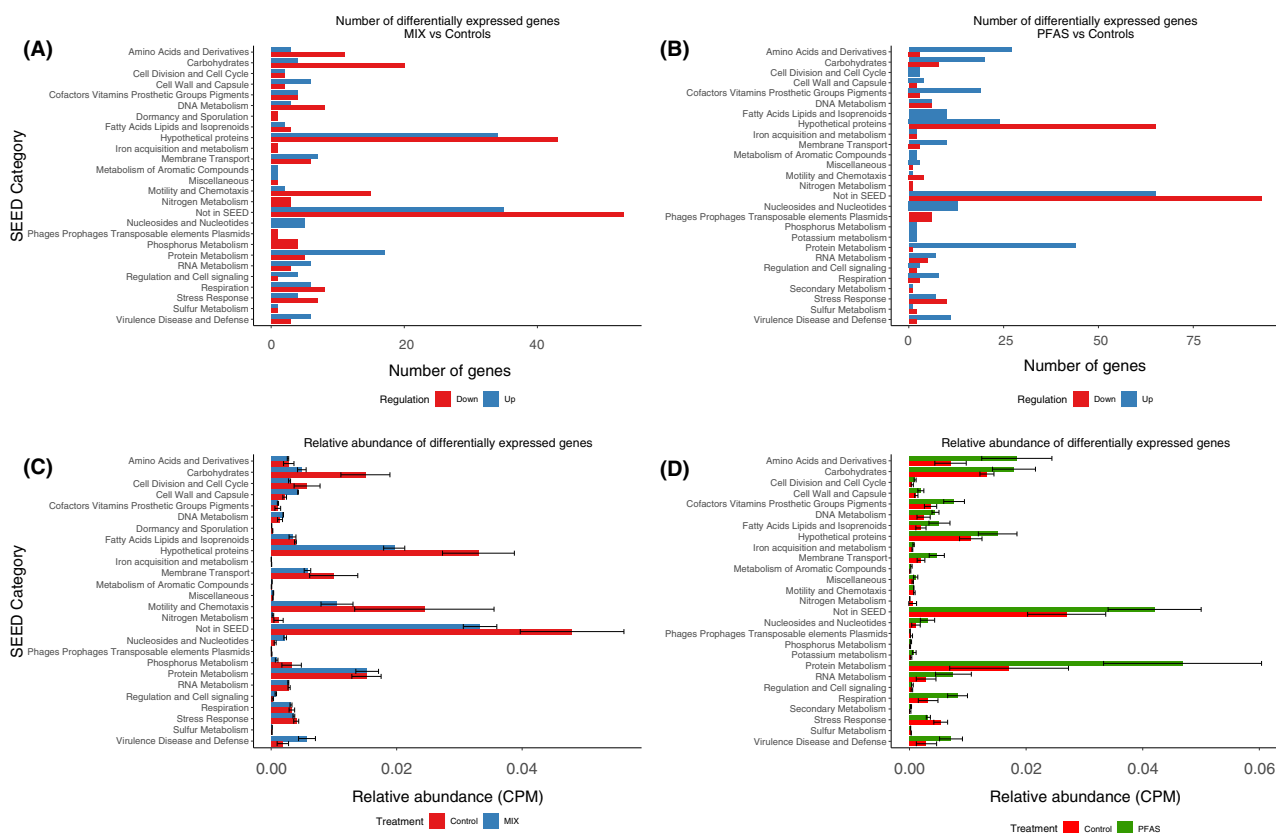 (A)
Number of differentially expressed genes
MIX vs Controls
SEED Category
Amino Acids and Derivatives
Carbohydrates
Cell Division and Cell Cycle
Cell Wall and Capsule
Cofactors Vitamins Prosthetic Groups Pigments
DNA Metabolism
Dormancy and Sporulation
Fatty Acids Lipids and Isoprenoids
Hypothetical proteins
Iron acquisition and metabolism
Membrane Transport
Metabolism of Aromatic Compounds
Miscellaneous
Motility and Chemotaxis
Nitrogen Metabolism
Not in SEED
Nucleosides and Nucleotides
Phages Prophages Transposable elements Plasmids
Phosphorus Metabolism
Protein Metabolism
RNA Metabolism
Regulation and Cell signaling
Respiration
Stress Response
Sulfur Metabolism
Virulence Disease and Defense
0 20 40
Number of genes
Regulation Down Up
(B)
Number of differentially expressed genes
PFAS vs Controls
Amino Acids and Derivatives
Carbohydrates
Cell Division and Cell Cycle
Cell Wall and Capsule
Cofactors Vitamins Prosthetic Groups Pigments
DNA Metabolism
Fatty Acids Lipids and Isoprenoids
Hypothetical proteins
Iron acquisition and metabolism
Membrane Transport
Metabolism of Aromatic Compounds
Miscellaneous
Motility and Chemotaxis
Nitrogen Metabolism
Not in SEED
Nucleosides and Nucleotides
Phages Prophages Transposable elements Plasmids
Phosphorus Metabolism
Potassium metabolism
Protein Metabolism
RNA Metabolism
Regulation and Cell signaling
Respiration
Secondary Metabolism
Stress Response
Sulfur Metabolism
Virulence Disease and Defense
0 25 50 75
Number of genes
Regulation Down Up
(C)
Relative abundance of differentially expressed genes
SEED Category
Amino Acids and Derivatives
Carbohydrates
Cell Division and Cell Cycle
Cell Wall and Capsule
Cofactors Vitamins Prosthetic Groups Pigments
DNA Metabolism
Dormancy and Sporulation
Fatty Acids Lipids and Isoprenoids
Hypothetical proteins
Iron acquisition and metabolism
Membrane Transport
Metabolism of Aromatic Compounds
Miscellaneous
Motility and Chemotaxis
Nitrogen Metabolism
Not in SEED
Nucleosides and Nucleotides
Phages Prophages Transposable elements Plasmids
Phosphorus Metabolism
Protein Metabolism
RNA Metabolism
Regulation and Cell signaling
Respiration
Stress Response
Sulfur Metabolism
Virulence Disease and Defense
0.00 0.02 0.04
Relative abundance (CPM)
Treatment Control MIX
(D)
Relative abundance of differentially expressed genes
Amino Acids and Derivatives
Carbohydrates
Cell Division and Cell Cycle
Cell Wall and Capsule
Cofactors Vitamins Prosthetic Groups Pigments
DNA Metabolism
Fatty Acids Lipids and Isoprenoids
Hypothetical proteins
Iron acquisition and metabolism
Membrane Transport
Metabolism of Aromatic Compounds
Miscellaneous
Motility and Chemotaxis
Nitrogen Metabolism
Not in SEED
Nucleosides and Nucleotides
Phages Prophages Transposable elements Plasmids
Phosphorus Metabolism
Potassium metabolism
Protein Metabolism
RNA Metabolism
Regulation and Cell signaling
Respiration
Secondary Metabolism
Stress Response
Sulfur Metabolism
Virulence Disease and Defense
0.00 0.02 0.04 0.06
Relative abundance (CPM)
Treatment Control PFAS